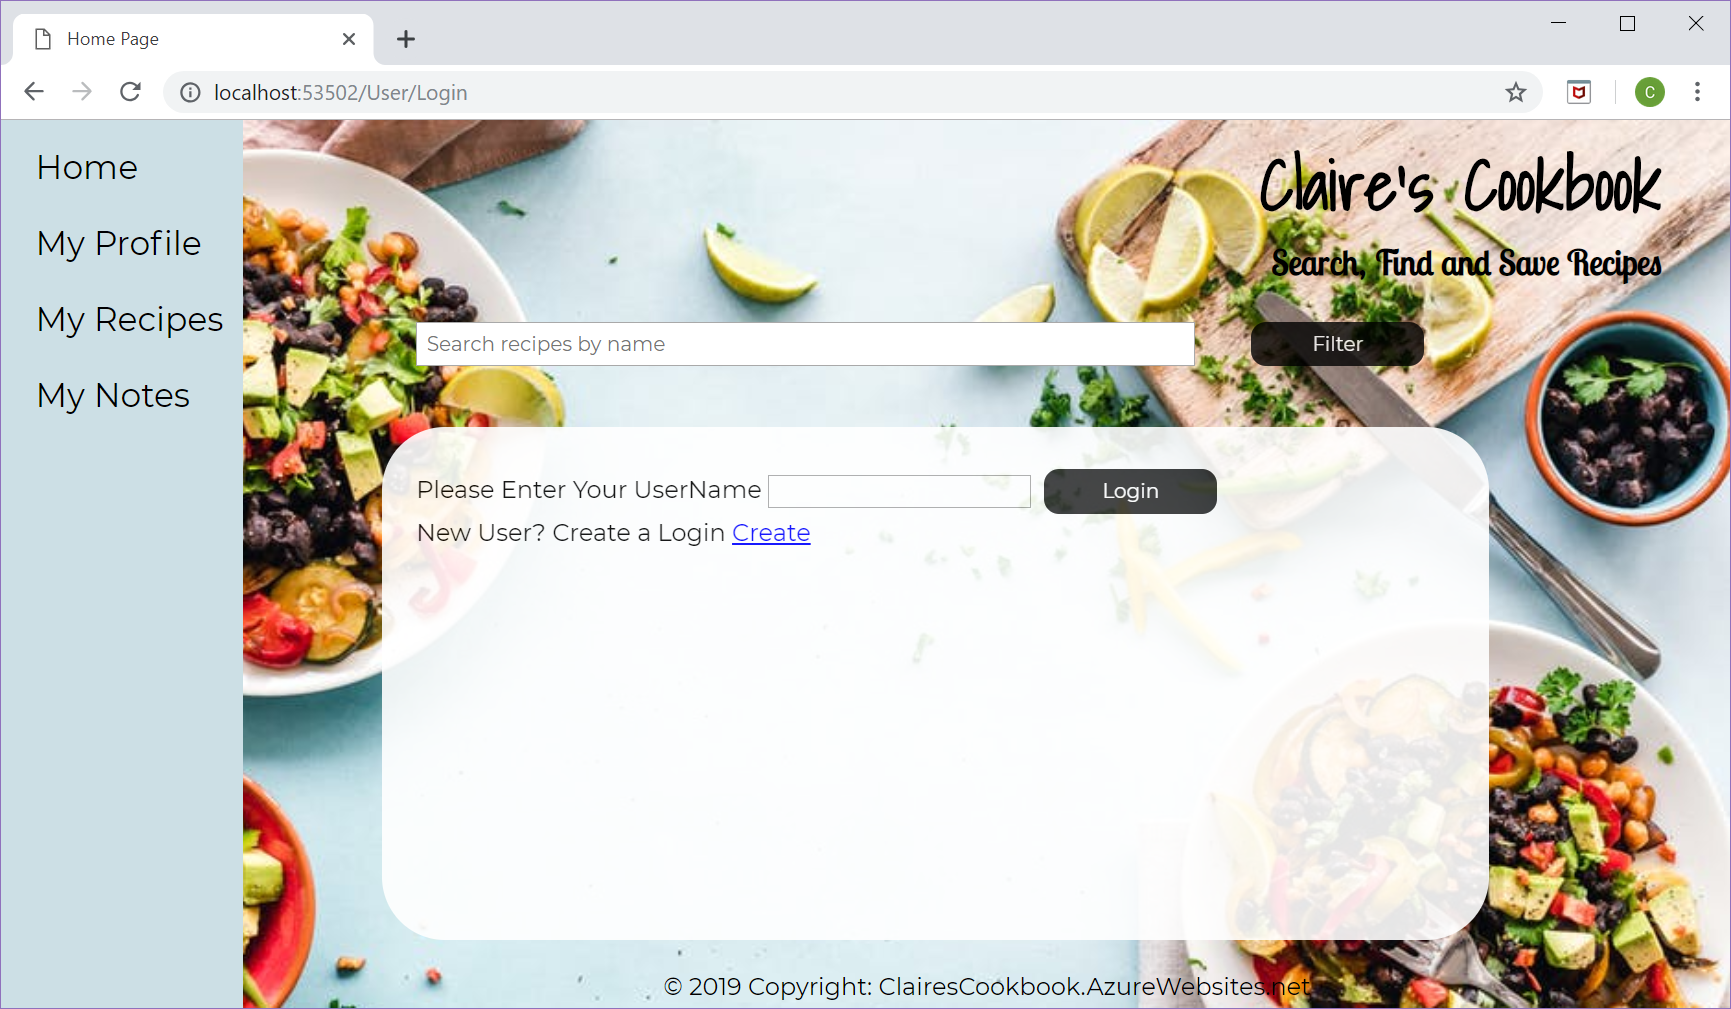 Home Page
localhost:53502/User/Login
C
Home
My Profile
My Recipes
My Notes
Claire's Cookbook
Search, Find and Save Recipes
Search recipes by name
Filter
Please Enter Your UserName
Login
New User? Create a Login Create
© 2019 Copyright: ClairesCookbook.AzureWebsites.net